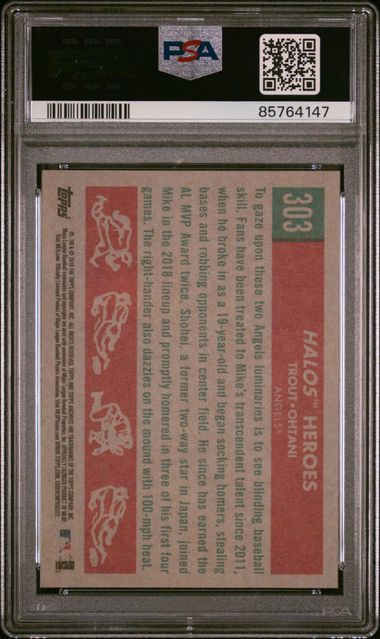 PSA
85764147
303
HALOS™ HEROES
TROUT • OHTANI
ANGELS®
To gaze upon these two Angels luminaries is to see blinding baseball
skill. Fans have been treated to Mike's transcendent talent since 2011,
when he broke in as a 19-year-old and began socking homers, stealing
bases and robbing opponents in center field. He since has earned the
AL MVP Award twice. Shohei, a former two-way star in Japan, joined
Mike in the 2018 lineup and promptly homered in three of his first four
games. The right-hander also dazzles on the mound with 100-mph heat.
topps